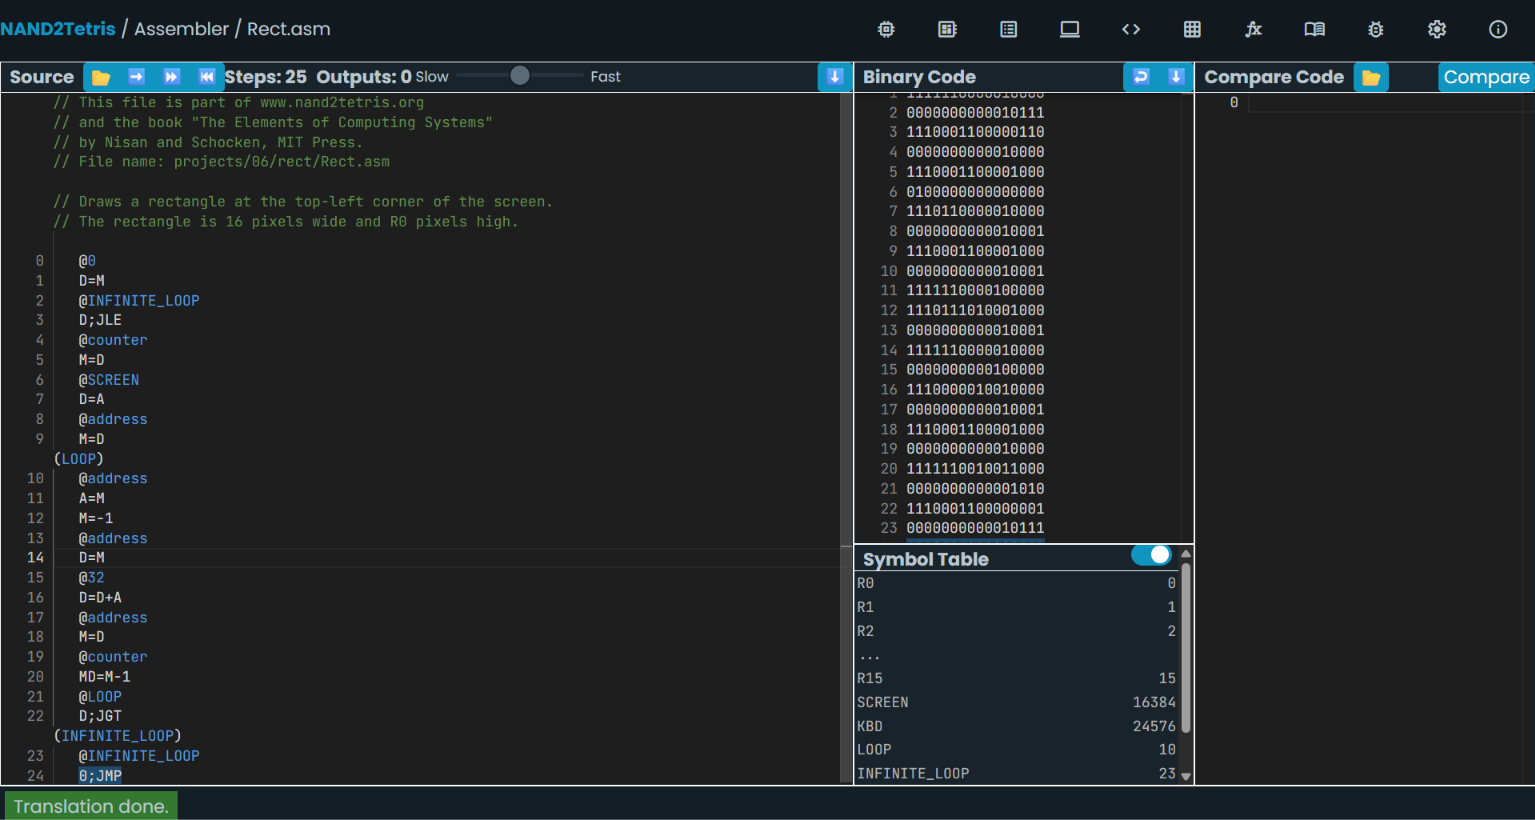 NAND2Tetris / Assembler / Rect.asm
Source Steps: 25 Outputs: 0 Slow Fast
// This file is part of www.nand2tetris.org
// and the book "The Elements of Computing Systems"
// by Nisan and Schocken, MIT Press.
// File name: projects/06/rect/Rect.asm
// Draws a rectangle at the top-left corner of the screen.
// The rectangle is 16 pixels wide and R0 pixels high.
0 @0
1 D=M
2 @INFINITE_LOOP
3 D;JLE
4 @counter
5 M=D
6 @SCREEN
7 D=A
8 @address
9 M=D
(LOOP)
10 @address
11 A=M
12 M=-1
13 @address
14 D=M
15 @32
16 D=D+A
17 @address
18 M=D
19 @counter
20 MD=M-1
21 @LOOP
22 D;JGT
(INFINITE_LOOP)
23 @INFINITE_LOOP
24 0;JMP
Binary Code
1 1111110000010000
2 0000000000010111
3 1110001100000110
4 0000000000010000
5 1110001100001000
6 0100000000000000
7 1110110000010000
8 0000000000010001
9 1110001100001000
10 0000000000010001
11 1111110000100000
12 1110111010001000
13 0000000000010001
14 1111110000010000
15 0000000000100000
16 1110000010010000
17 0000000000010001
18 1110001100001000
19 0000000000010000
20 1111110010011000
21 0000000000001010
22 1110001100000001
23 0000000000010111
Symbol Table
R0 0
R1 1
R2 2
...
R15 15
SCREEN 16384
KBD 24576
LOOP 10
INFINITE_LOOP 23
Compare Code Compare
0
Translation done.